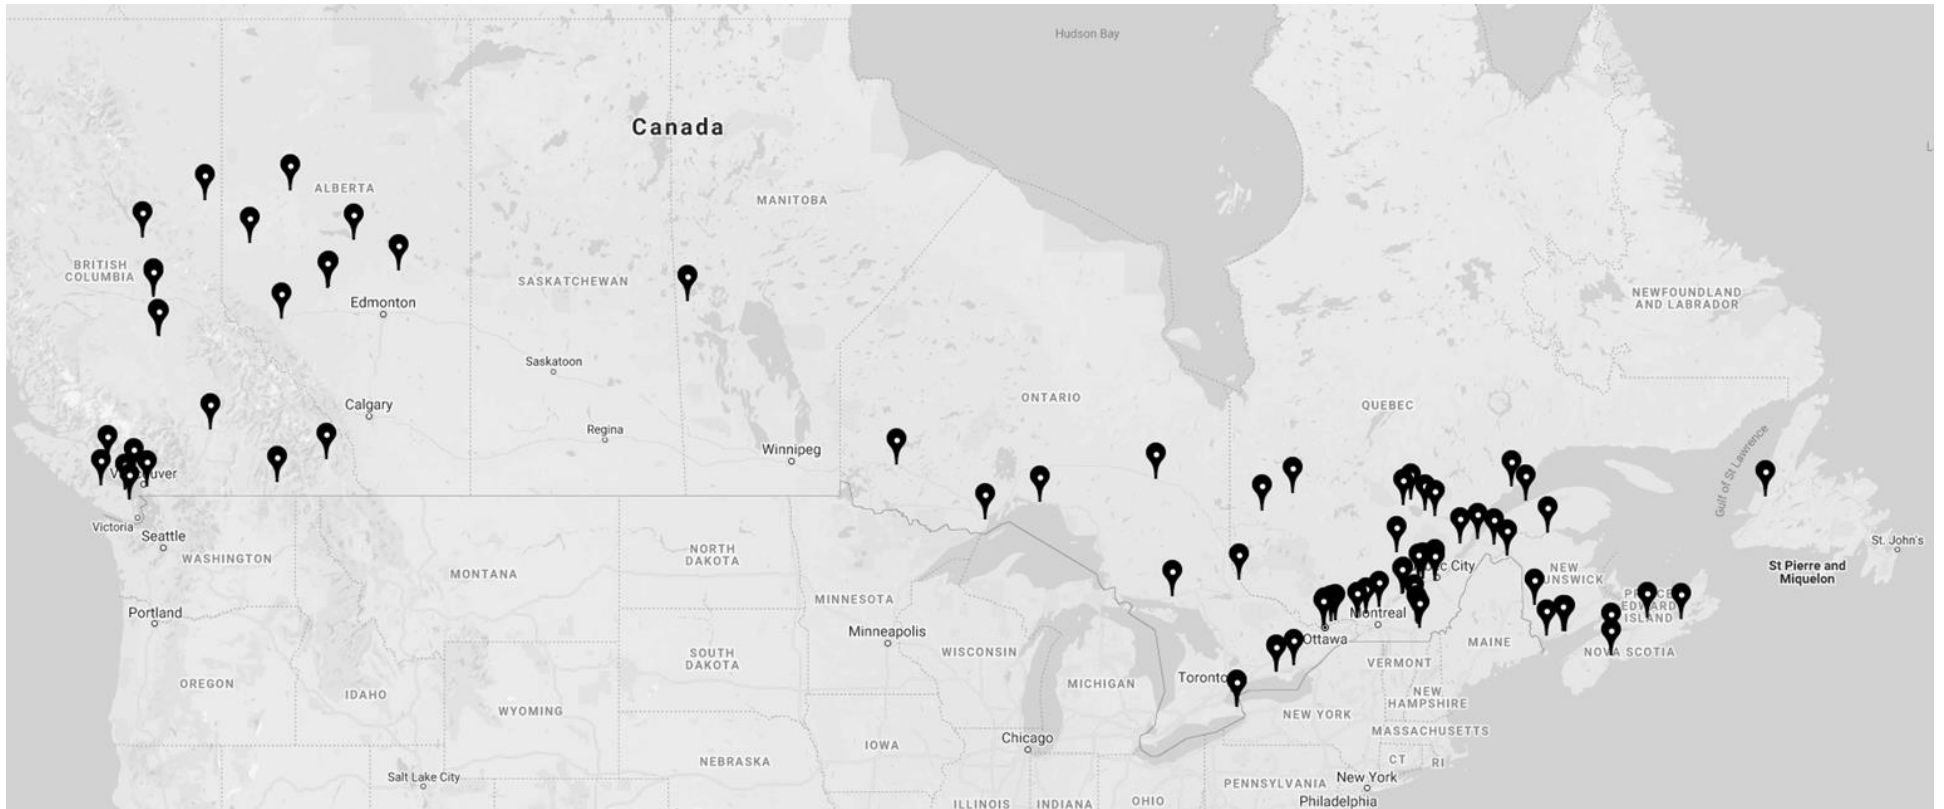 Hudson Bay
Canada
ALBERTA
MANITOBA
BRITISH
COLUMBIA
SASKATCHEWAN
Edmonton
NEWFOUNDLAND
AND LABRADOR
Saskatoon
Calgary
ONTARIO
QUEBEC
Regina
Winnipeg
Gulf of St Lawrence
Victoria
Seattle
WASHINGTON
NORTH
DAKOTA
MONTANA
St. John's
St Pierre and
Miquelon
NEW
Portland
MINNESOTA
Montreal
EDWARD
ISLAND
Minneapolis
Ottawa
MAINE
NOVA SCOTIA
SOUTH
DAKOTA
WISCONSIN
VERMONT
OREGON
IDAHO
MICHIGAN
Toronto
NEW
HAMPSHIRE
WYOMING
NEW YORK
MASSACHUSETTS
Chicago
IOWA
NEBRASKA
CT
RI
Salt Lake City
PENNSYLVANIA
New York
Philadelphia
ILLINOIS
INDIANA
OHIO